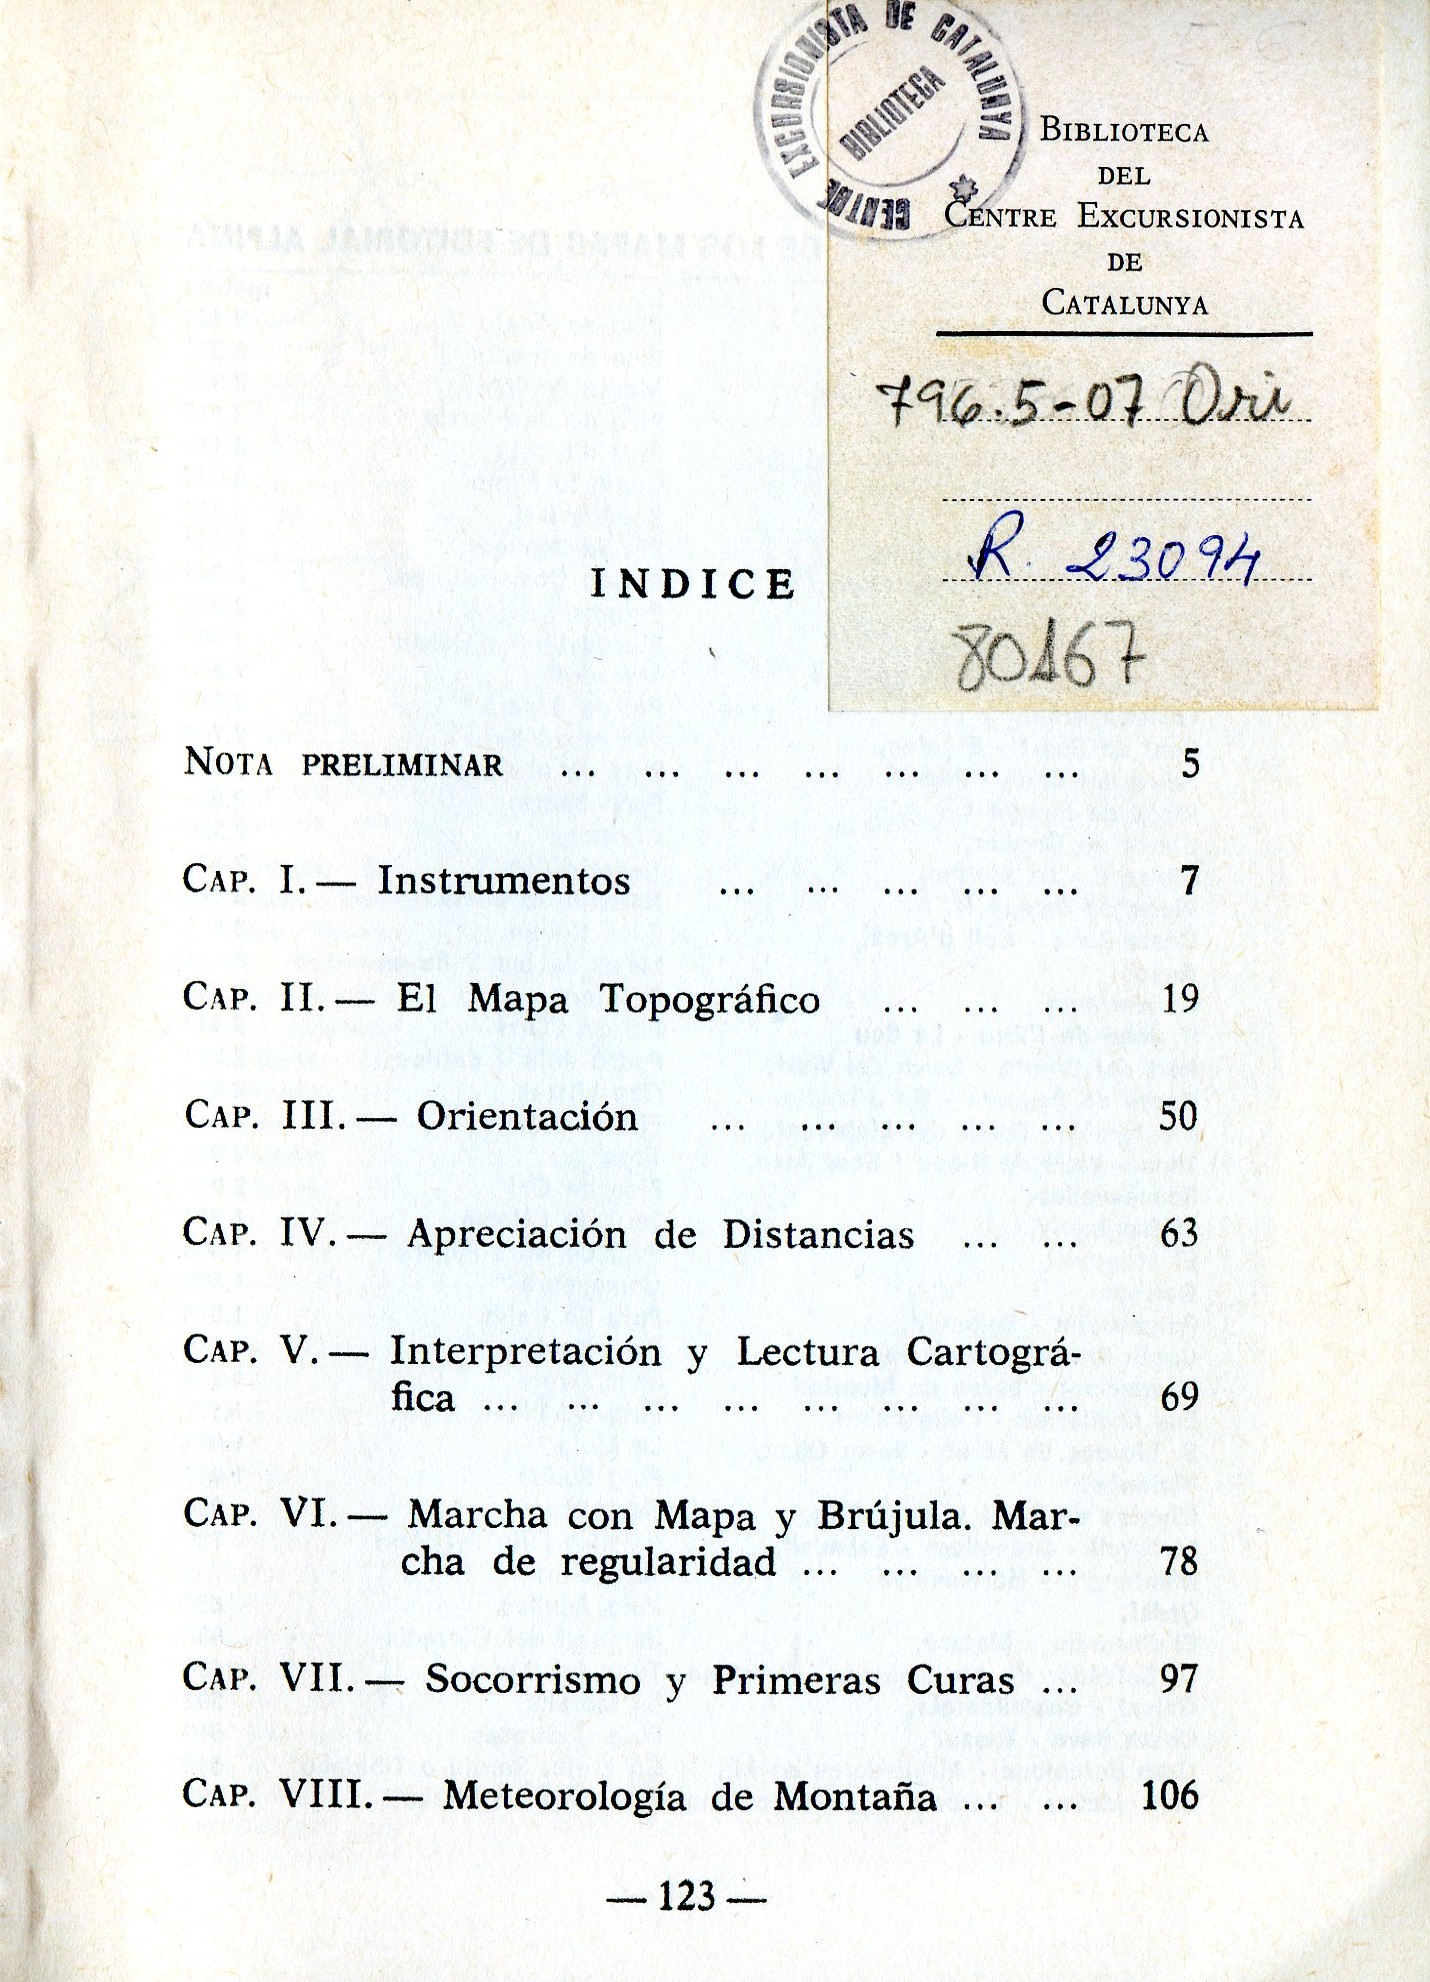 CENTRE EXCURSIONISTA DE CATALUNYA
BIBLIOTECA
BIBLIOTECA
DEL
CENTRE EXCURSIONISTA
DE
CATALUNYA
796.5-07 Ori
R. 23094
80167
INDICE
NOTA PRELIMINAR ... ... ... ... ... ... ... 5
CAP. I.— Instrumentos ... ... ... ... ... 7
CAP. II.— El Mapa Topográfico ... ... ... 19
CAP. III.— Orientación ... ... ... ... ... 50
CAP. IV.— Apreciación de Distancias ... ... 63
CAP. V.— Interpretación y Lectura Cartográ-
fica ... ... ... ... ... ... ... ... 69
CAP. VI.— Marcha con Mapa y Brújula. Mar-
cha de regularidad ... ... ... ... 78
CAP. VII.— Socorrismo y Primeras Curas ... 97
CAP. VIII.— Meteorología de Montaña ... ... 106
— 123 —